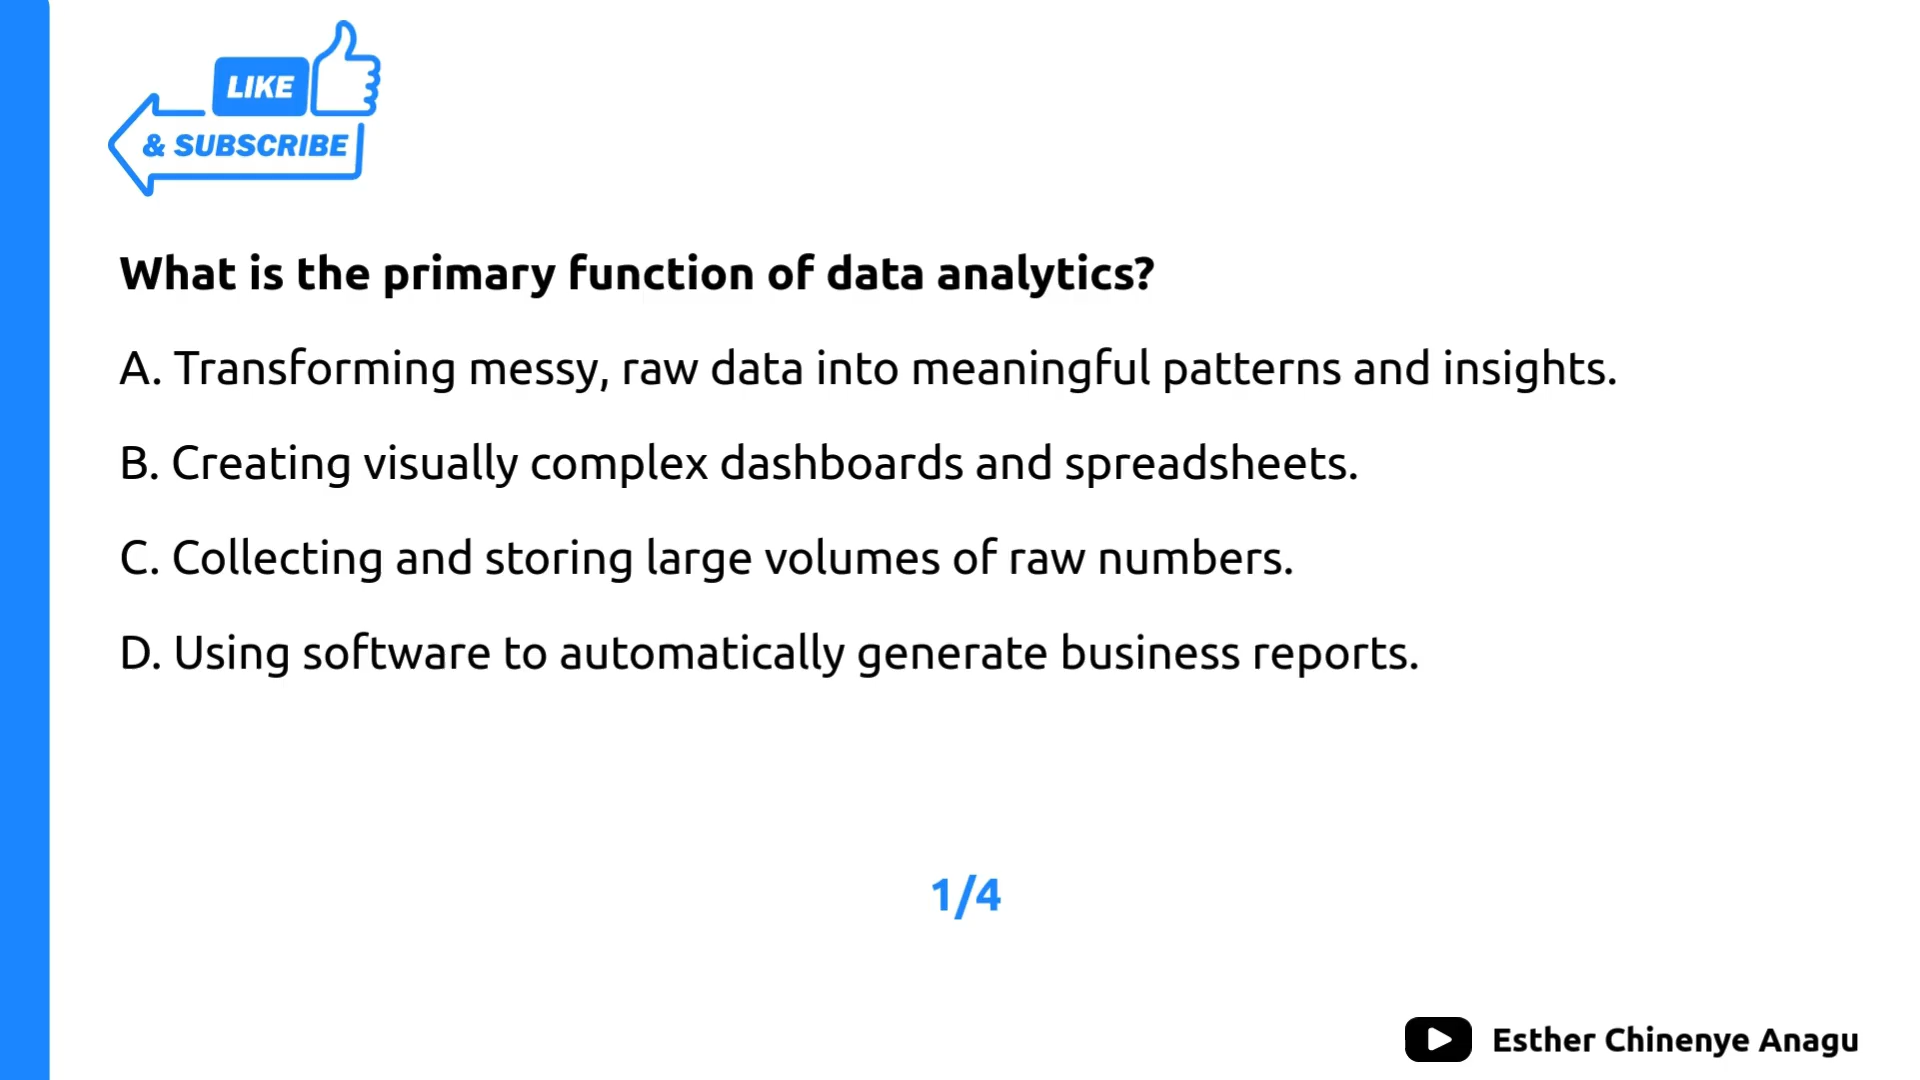 LIKE
& SUBSCRIBE
What is the primary function of data analytics?
A. Transforming messy, raw data into meaningful patterns and insights.
B. Creating visually complex dashboards and spreadsheets.
C. Collecting and storing large volumes of raw numbers.
D. Using software to automatically generate business reports.
1/4
Esther Chinenye Anagu